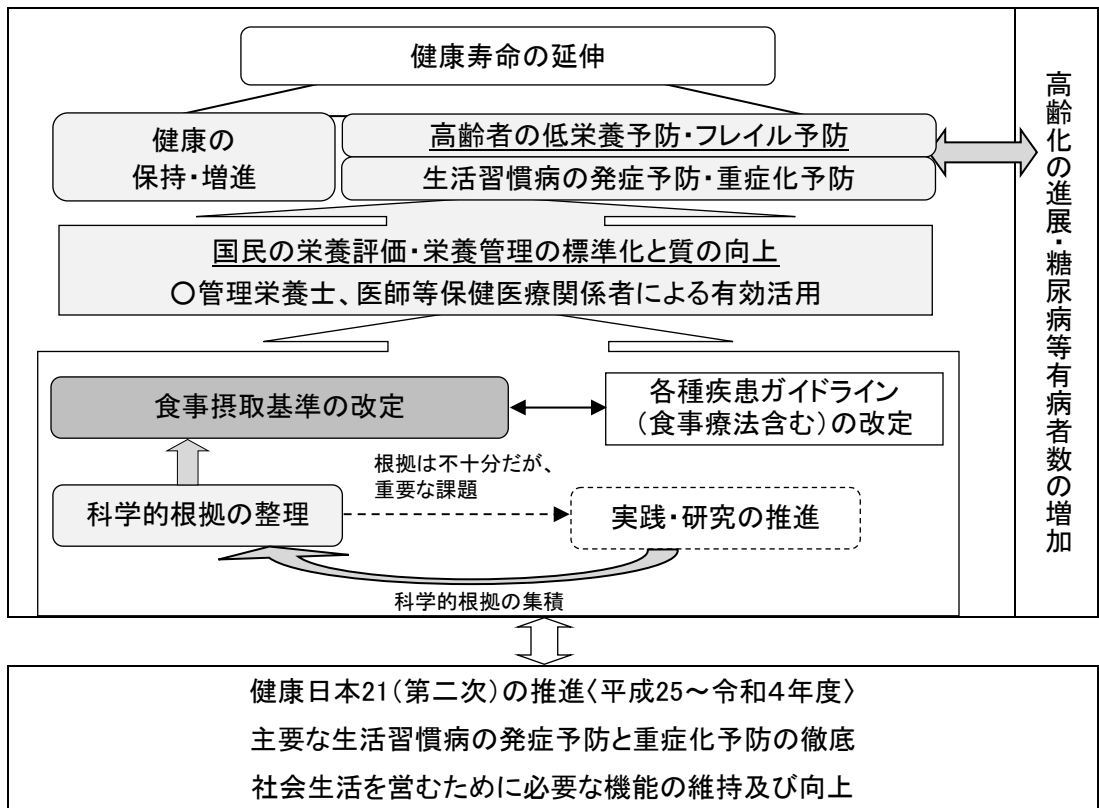 健康寿命の延伸
健康の
保持・増進
高齢者の低栄養予防・フレイル予防
生活習慣病の発症予防・重症化予防
国民の栄養評価・栄養管理の標準化と質の向上
〇管理栄養士、医師等保健医療関係者による有効活用
食事摂取基準の改定
各種疾患ガイドライン
（食事療法含む）の改定
根拠は不十分だが、
重要な課題
科学的根拠の整理
実践・研究の推進
科学的根拠の集積
高齢化の進展・糖尿病等有病者数の増加
健康日本21（第二次）の推進〈平成25～令和４年度〉
主要な生活習慣病の発症予防と重症化予防の徹底
社会生活を営むために必要な機能の維持及び向上